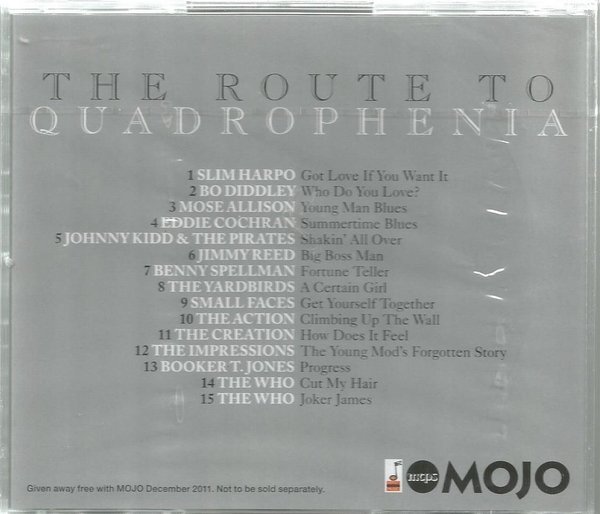 THE ROUTE TO
QUADROPHENIA
1 SLIM HARPO Got Love If You Want It
2 BO DIDDLEY Who Do You Love?
3 MOSE ALLISON Young Man Blues
4 EDDIE COCHRAN Summertime Blues
5 JOHNNY KIDD & THE PIRATES Shakin' All Over
6 JIMMY REED Big Boss Man
7 BENNY SPELLMAN Fortune Teller
8 THE YARDBIRDS A Certain Girl
9 SMALL FACES Get Yourself Together
10 THE ACTION Climbing Up The Wall
11 THE CREATION How Does It Feel
12 THE IMPRESSIONS The Young Mod's Forgotten Story
13 BOOKER T. JONES Progress
14 THE WHO Cut My Hair
15 THE WHO Joker James
Given away free with MOJO December 2011. Not to be sold separately.
mcps
MOJO